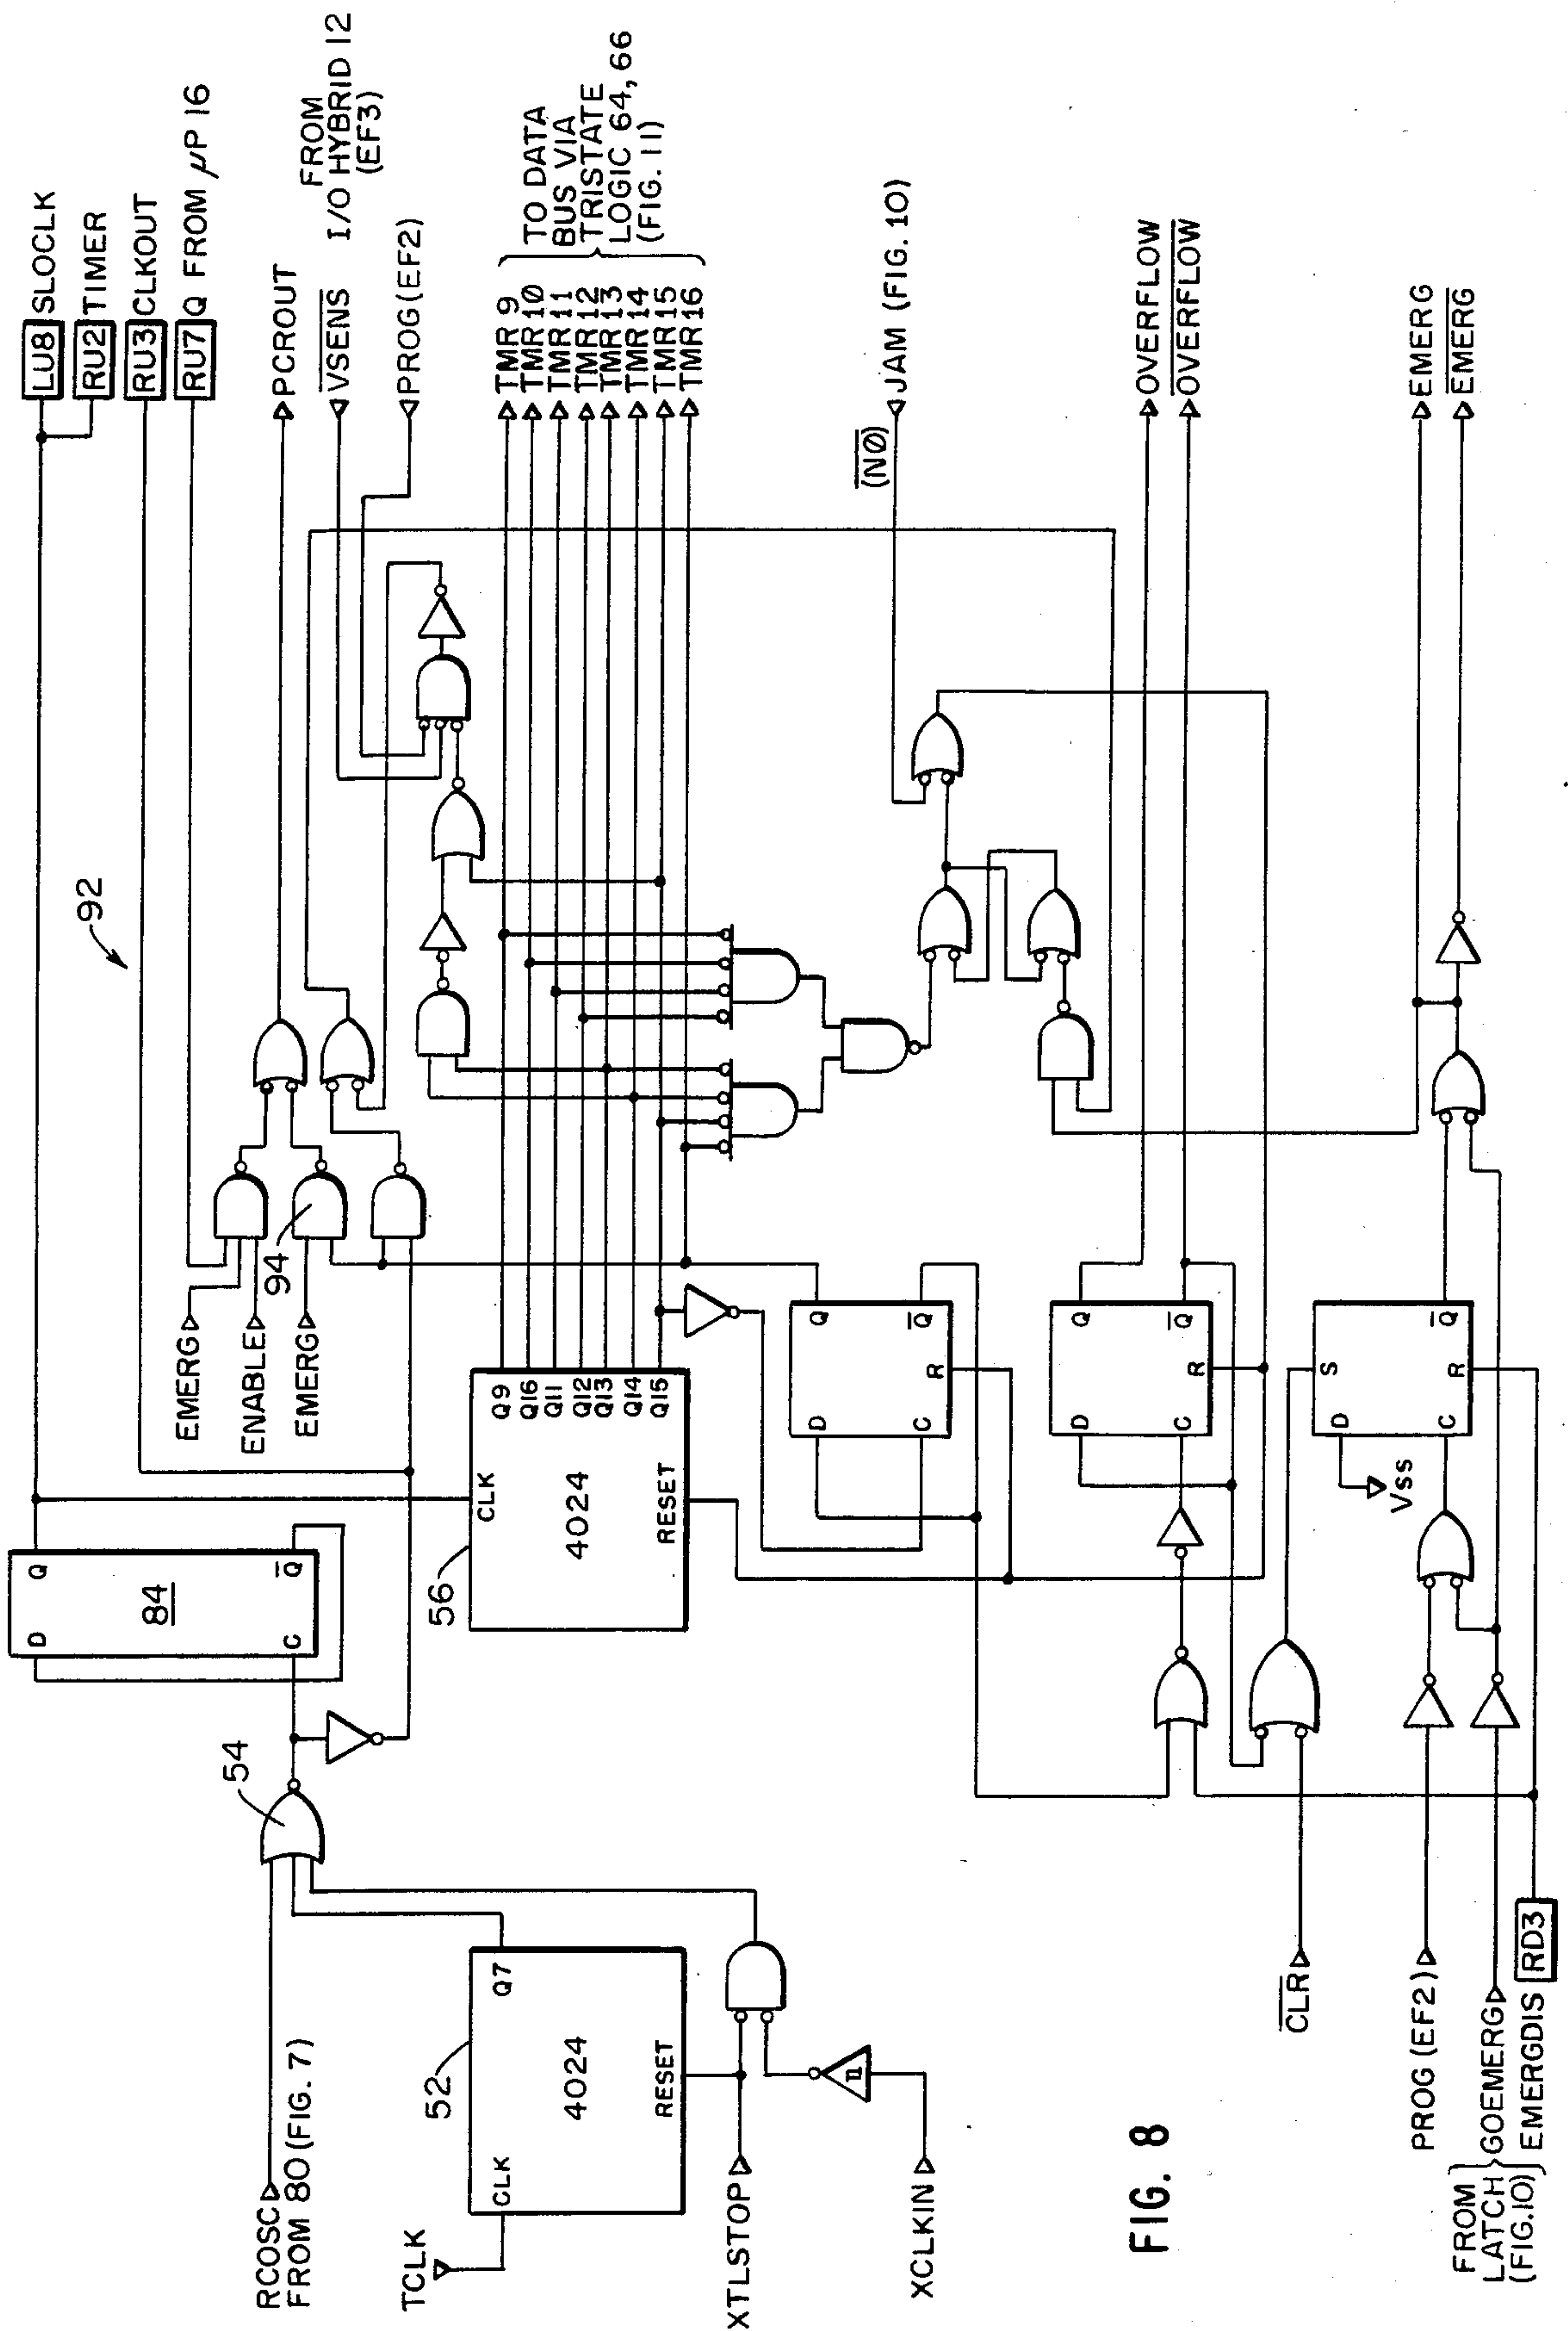 LU8 SLOCLK
RU2 TIMER
RU3 CLKOUT
RU7 Q FROM µP 16
PCROUT
VSENS
FROM
I/O HYBRID 12
(EF3)
PROG(EF2)
TMR 9
TMR10
TMR11
TMR12
TMR13
TMR14
TMR15
TMR16
TO DATA
BUS VIA
TRISTATE
LOGIC 64, 66
(FIG. 11)
(NØ)
JAM (FIG. 10)
OVERFLOW
OVERFLOW
EMERG
EMERG
92
94
EMERG
ENABLE
EMERG
D
Q
84
C
Q
54
56
CLK
4024
RESET
Q9
Q16
Q11
Q12
Q13
Q14
Q15
D
Q
C
Q
R
D
Q
C
Q
R
D
S
C
Q
R
Vss
RCOSC
FROM 80 (FIG. 7)
52
TCLK
CLK
Q7
4024
RESET
XTLSTOP
XCLKIN
n
CLR
PROG (EF2)
FROM
LATCH
(FIG.10)
GOEMERG
EMERGDIS RD3
FIG. 8